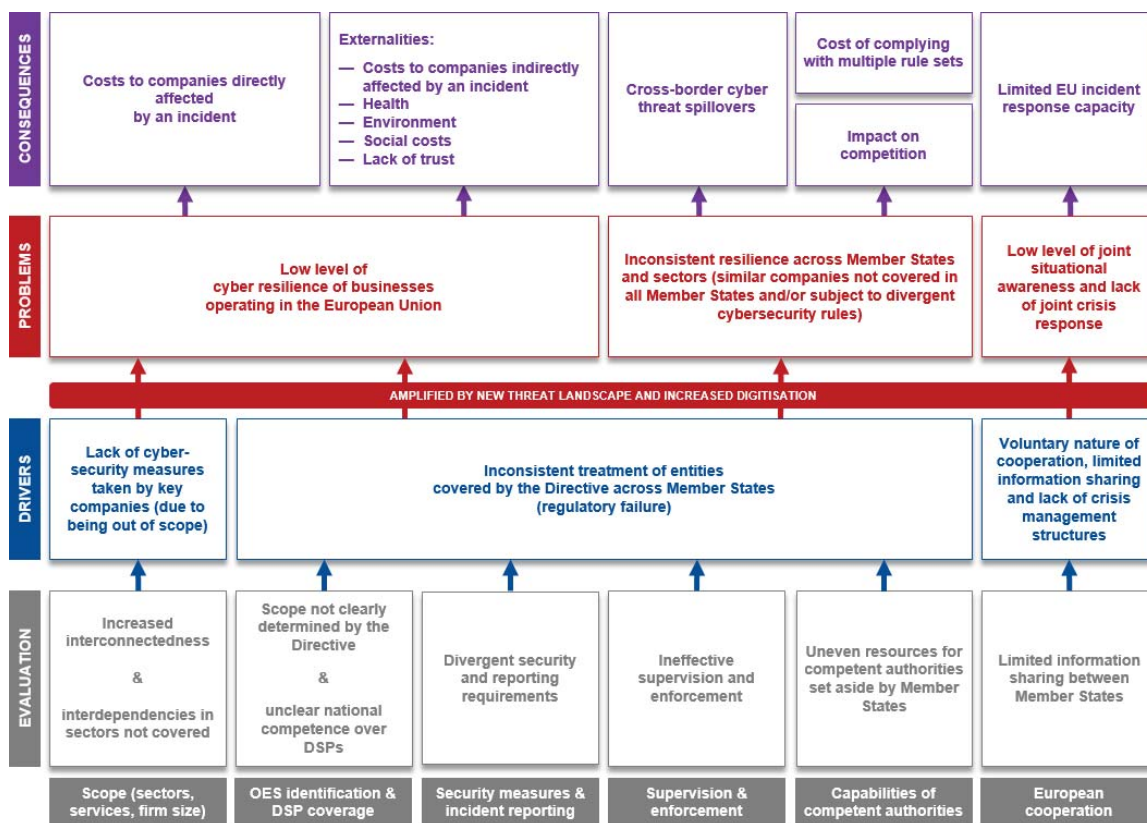 CONSEQUENCES
Costs to companies directly
affected
by an incident
Externalities:
— Costs to companies indirectly
affected by an incident
— Health
— Environment
— Social costs
— Lack of trust
Cross-border cyber
threat spillovers
Cost of complying
with multiple rule sets
Impact on
competition
Limited EU incident
response capacity
PROBLEMS
Low level of
cyber resilience of businesses
operating in the European Union
Inconsistent resilience across Member States
and sectors (similar companies not covered in
all Member States and/or subject to divergent
cybersecurity rules)
Low level of joint
situational
awareness and lack
of joint crisis
response
AMPLIFIED BY NEW THREAT LANDSCAPE AND INCREASED DIGITISATION
DRIVERS
Lack of cyber-
security measures
taken by key
companies (due to
being out of scope)
Inconsistent treatment of entities
covered by the Directive across Member States
(regulatory failure)
Voluntary nature of
cooperation, limited
information sharing
and lack of crisis
management
structures
EVALUATION
Increased
interconnectedness
&
interdependencies in
sectors not covered
Scope not clearly
determined by the
Directive
&
unclear national
competence over
DSPs
Divergent security
and reporting
requirements
Ineffective
supervision and
enforcement
Uneven resources for
competent authorities
set aside by Member
States
Limited information
sharing between
Member States
Scope (sectors,
services, firm size)
OES identification &
DSP coverage
Security measures &
incident reporting
Supervision &
enforcement
Capabilities of
competent authorities
European
cooperation